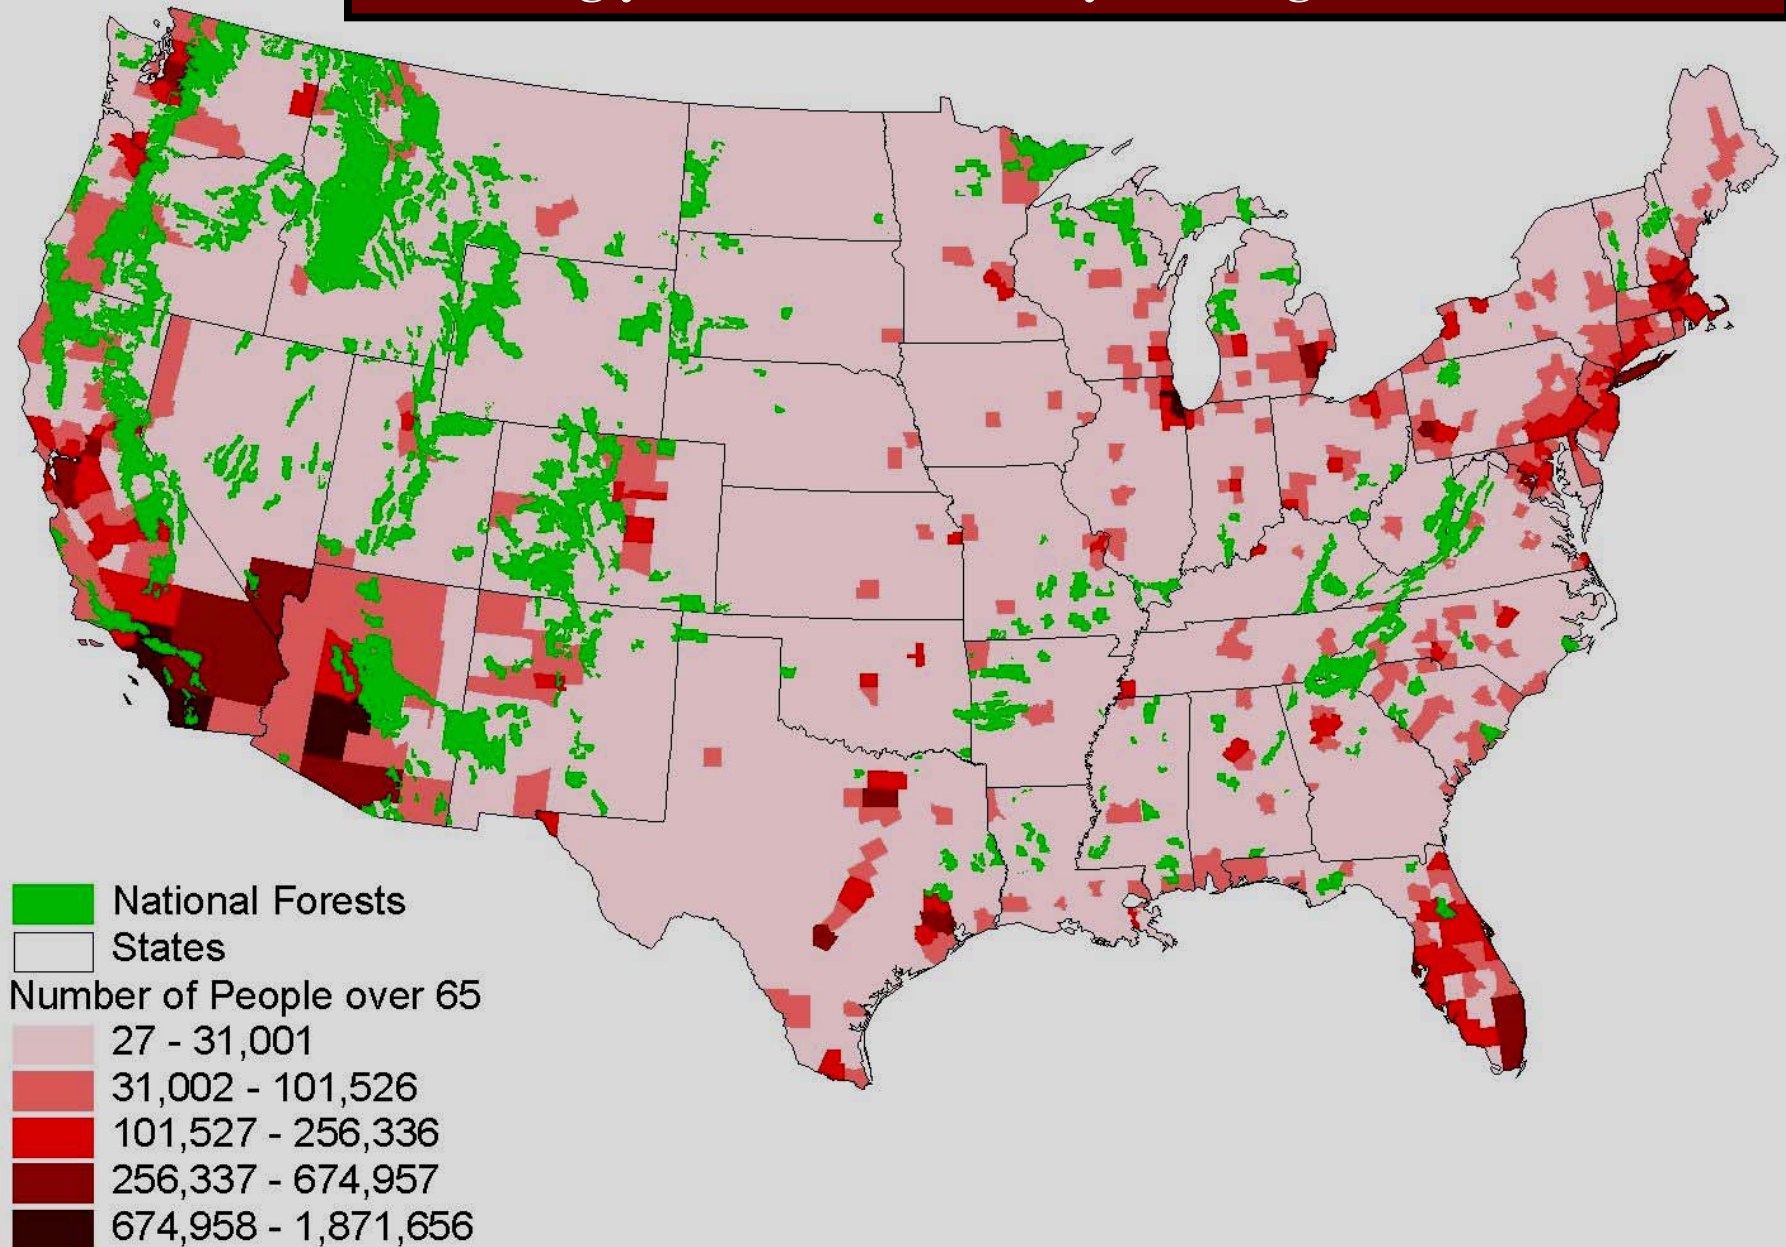 National Forests
States
Number of People over 65
27 - 31,001
31,002 - 101,526
101,527 - 256,336
256,337 - 674,957
674,958 - 1,871,656